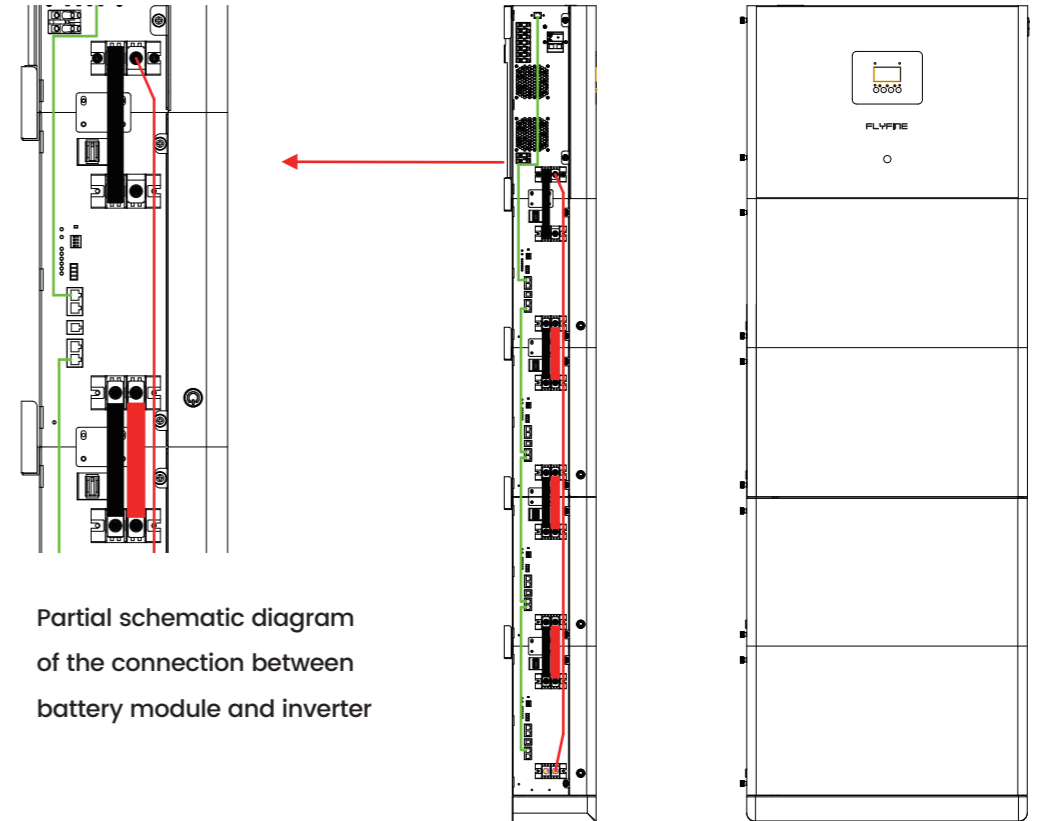 FLYFINE
Partial schematic diagram
of the connection between
battery module and inverter